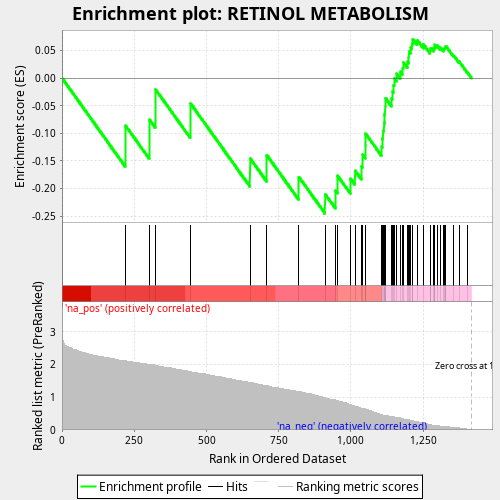 Enrichment plot: RETINOL METABOLISM
Enrichment score (ES)
0.05
0.00
-0.05
-0.10
-0.15
-0.20
-0.25
'na_pos' (positively correlated)
Ranked list metric (PreRanked)
3
2
1
0
Zero cross at 1
'na_neg' (negatively correlated)
0
250
500
750
1,000
1,250
Rank in Ordered Dataset
Enrichment profile
Hits
Ranking metric scores